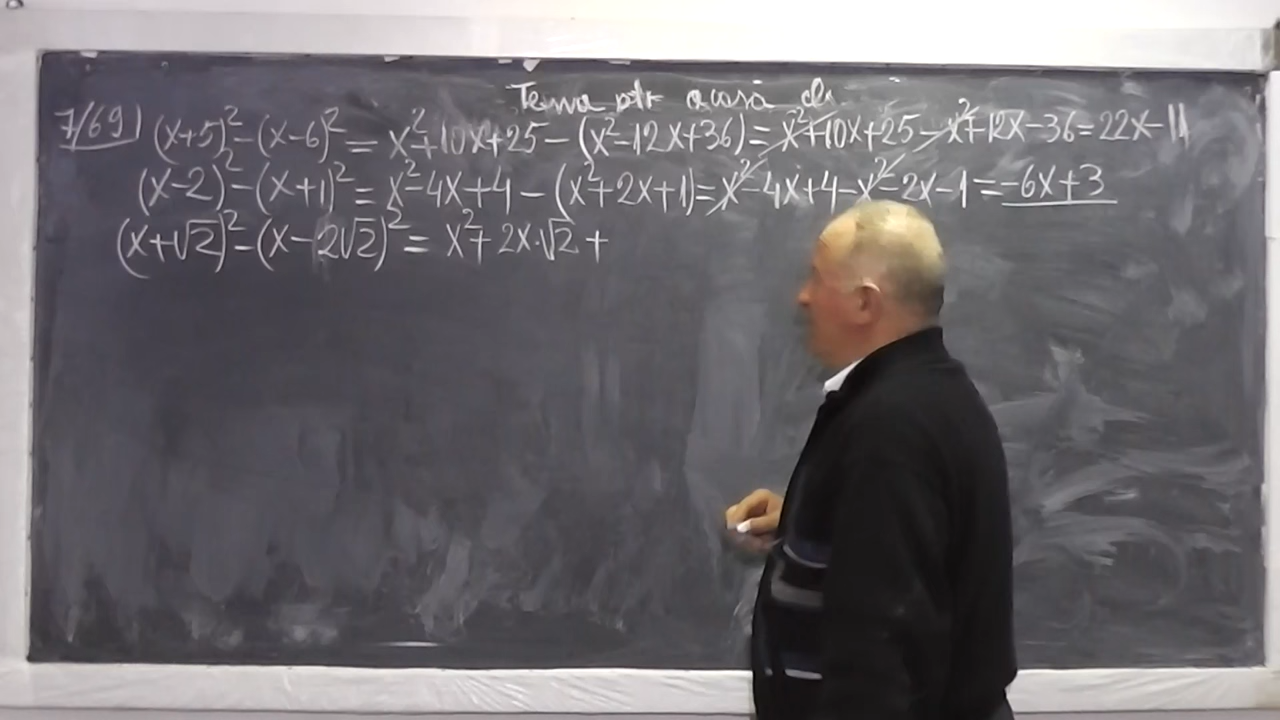 Tema ptr acasă de
7/69) (x+5)²-(x-6)² = x²+10x+25-(x²-12x+36) = x²+10x+25-x²+12x-36=22x-11
(x-2)²-(x+1)² = x²-4x+4-(x²+2x+1)=x²-4x+4-x²-2x-1=-6x+3
(x+√2)²-(x-2√2)² = x²+2x·√2+